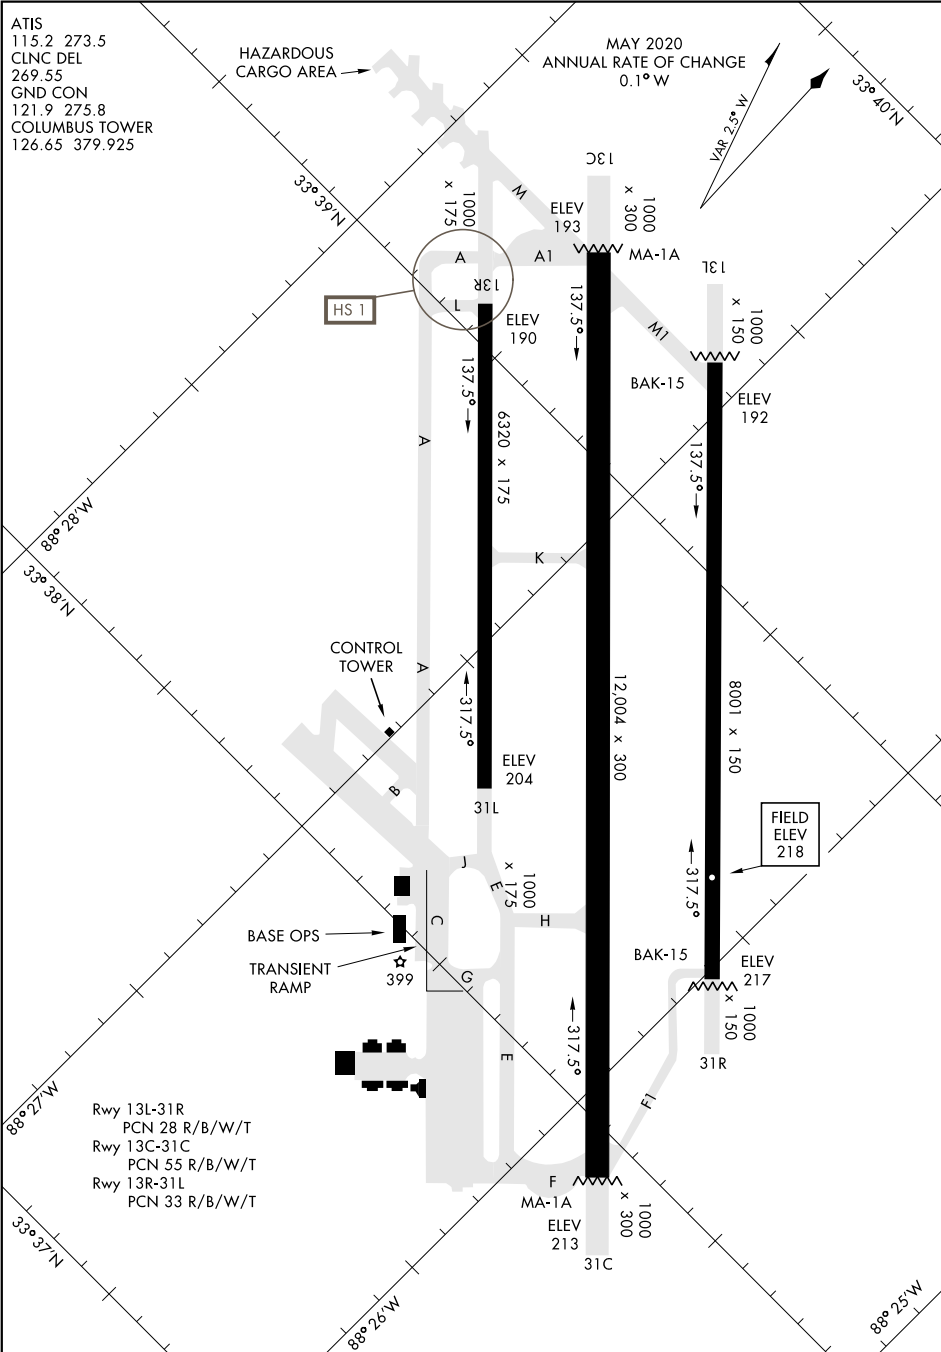 ATIS
115.2 273.5
CLNC DEL
269.55
GND CON
121.9 275.8
COLUMBUS TOWER
126.65 379.925
HAZARDOUS
CARGO AREA
MAY 2020
ANNUAL RATE OF CHANGE
0.1° W
VAR 2.5° W
33° 40'N
33° 39'N
1000
x 175
W
13C
ELEV
193
1000
x 300
A
A1
MA-1A
13L
HS 1
13R
L
ELEV
190
137.5°
137.5°
M1
1000
x 150
BAK-15
ELEV
192
A
6320 x 175
137.5°
88° 28'W
K
33° 38'N
CONTROL
TOWER
A
317.5°
12,004 x 300
8001 x 150
ELEV
204
B
31L
FIELD
ELEV
218
J
E
1000
x 175
317.5°
BASE OPS
C
H
TRANSIENT
RAMP
399
G
BAK-15
ELEV
217
1000
x 150
317.5°
E
31R
F1
88° 27'W
Rwy 13L-31R
PCN 28 R/B/W/T
Rwy 13C-31C
PCN 55 R/B/W/T
Rwy 13R-31L
PCN 33 R/B/W/T
F
MA-1A
ELEV
213
1000
x 300
31C
33° 37'N
88° 26'W
88° 25'W